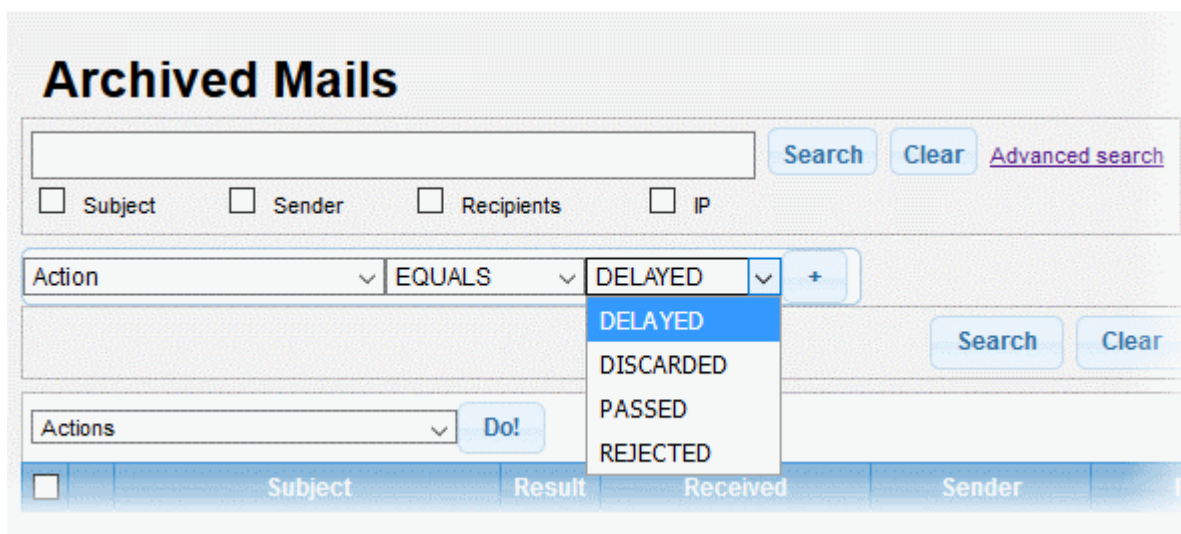 Archived Mails
Search Clear Advanced search
Subject Sender Recipients IP
Action EQUALS DELAYED +
DELAYED
Search Clear
DISCARDED
PASSED
Actions Do!
REJECTED
Subject Result Received Sender